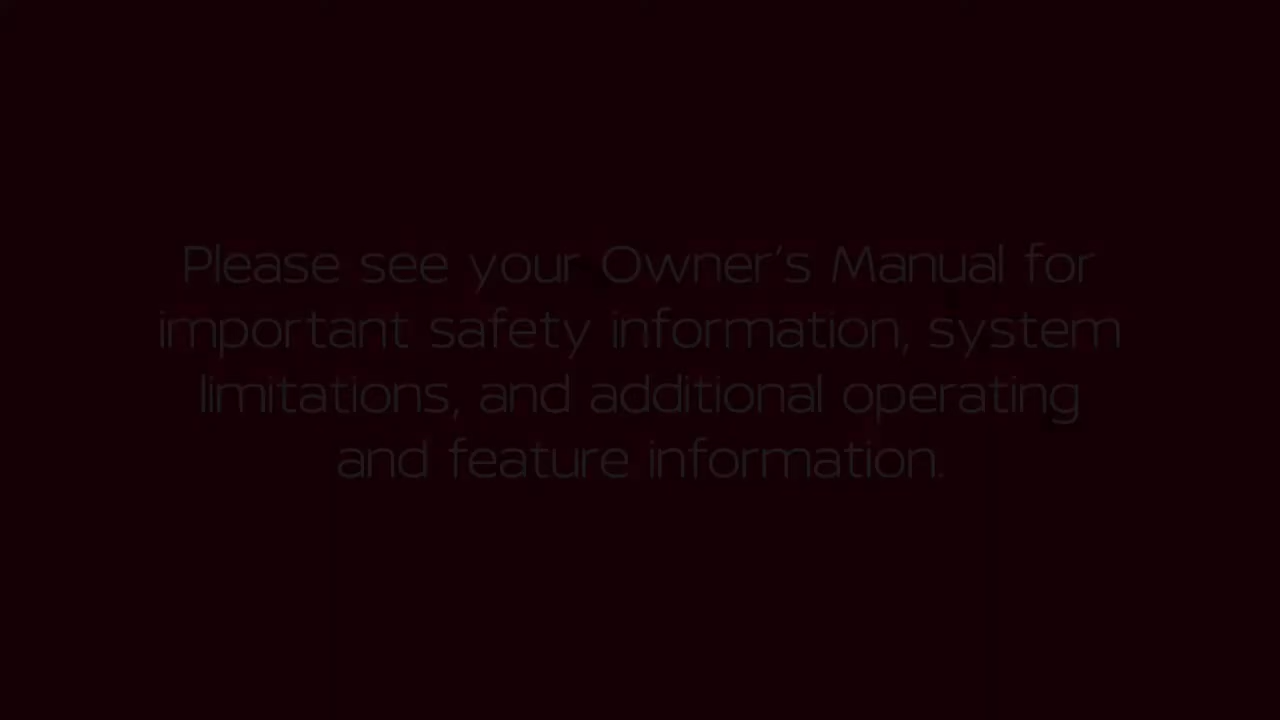 Please see your Owner’s Manual for
important safety information, system
limitations, and additional operating
and feature information.